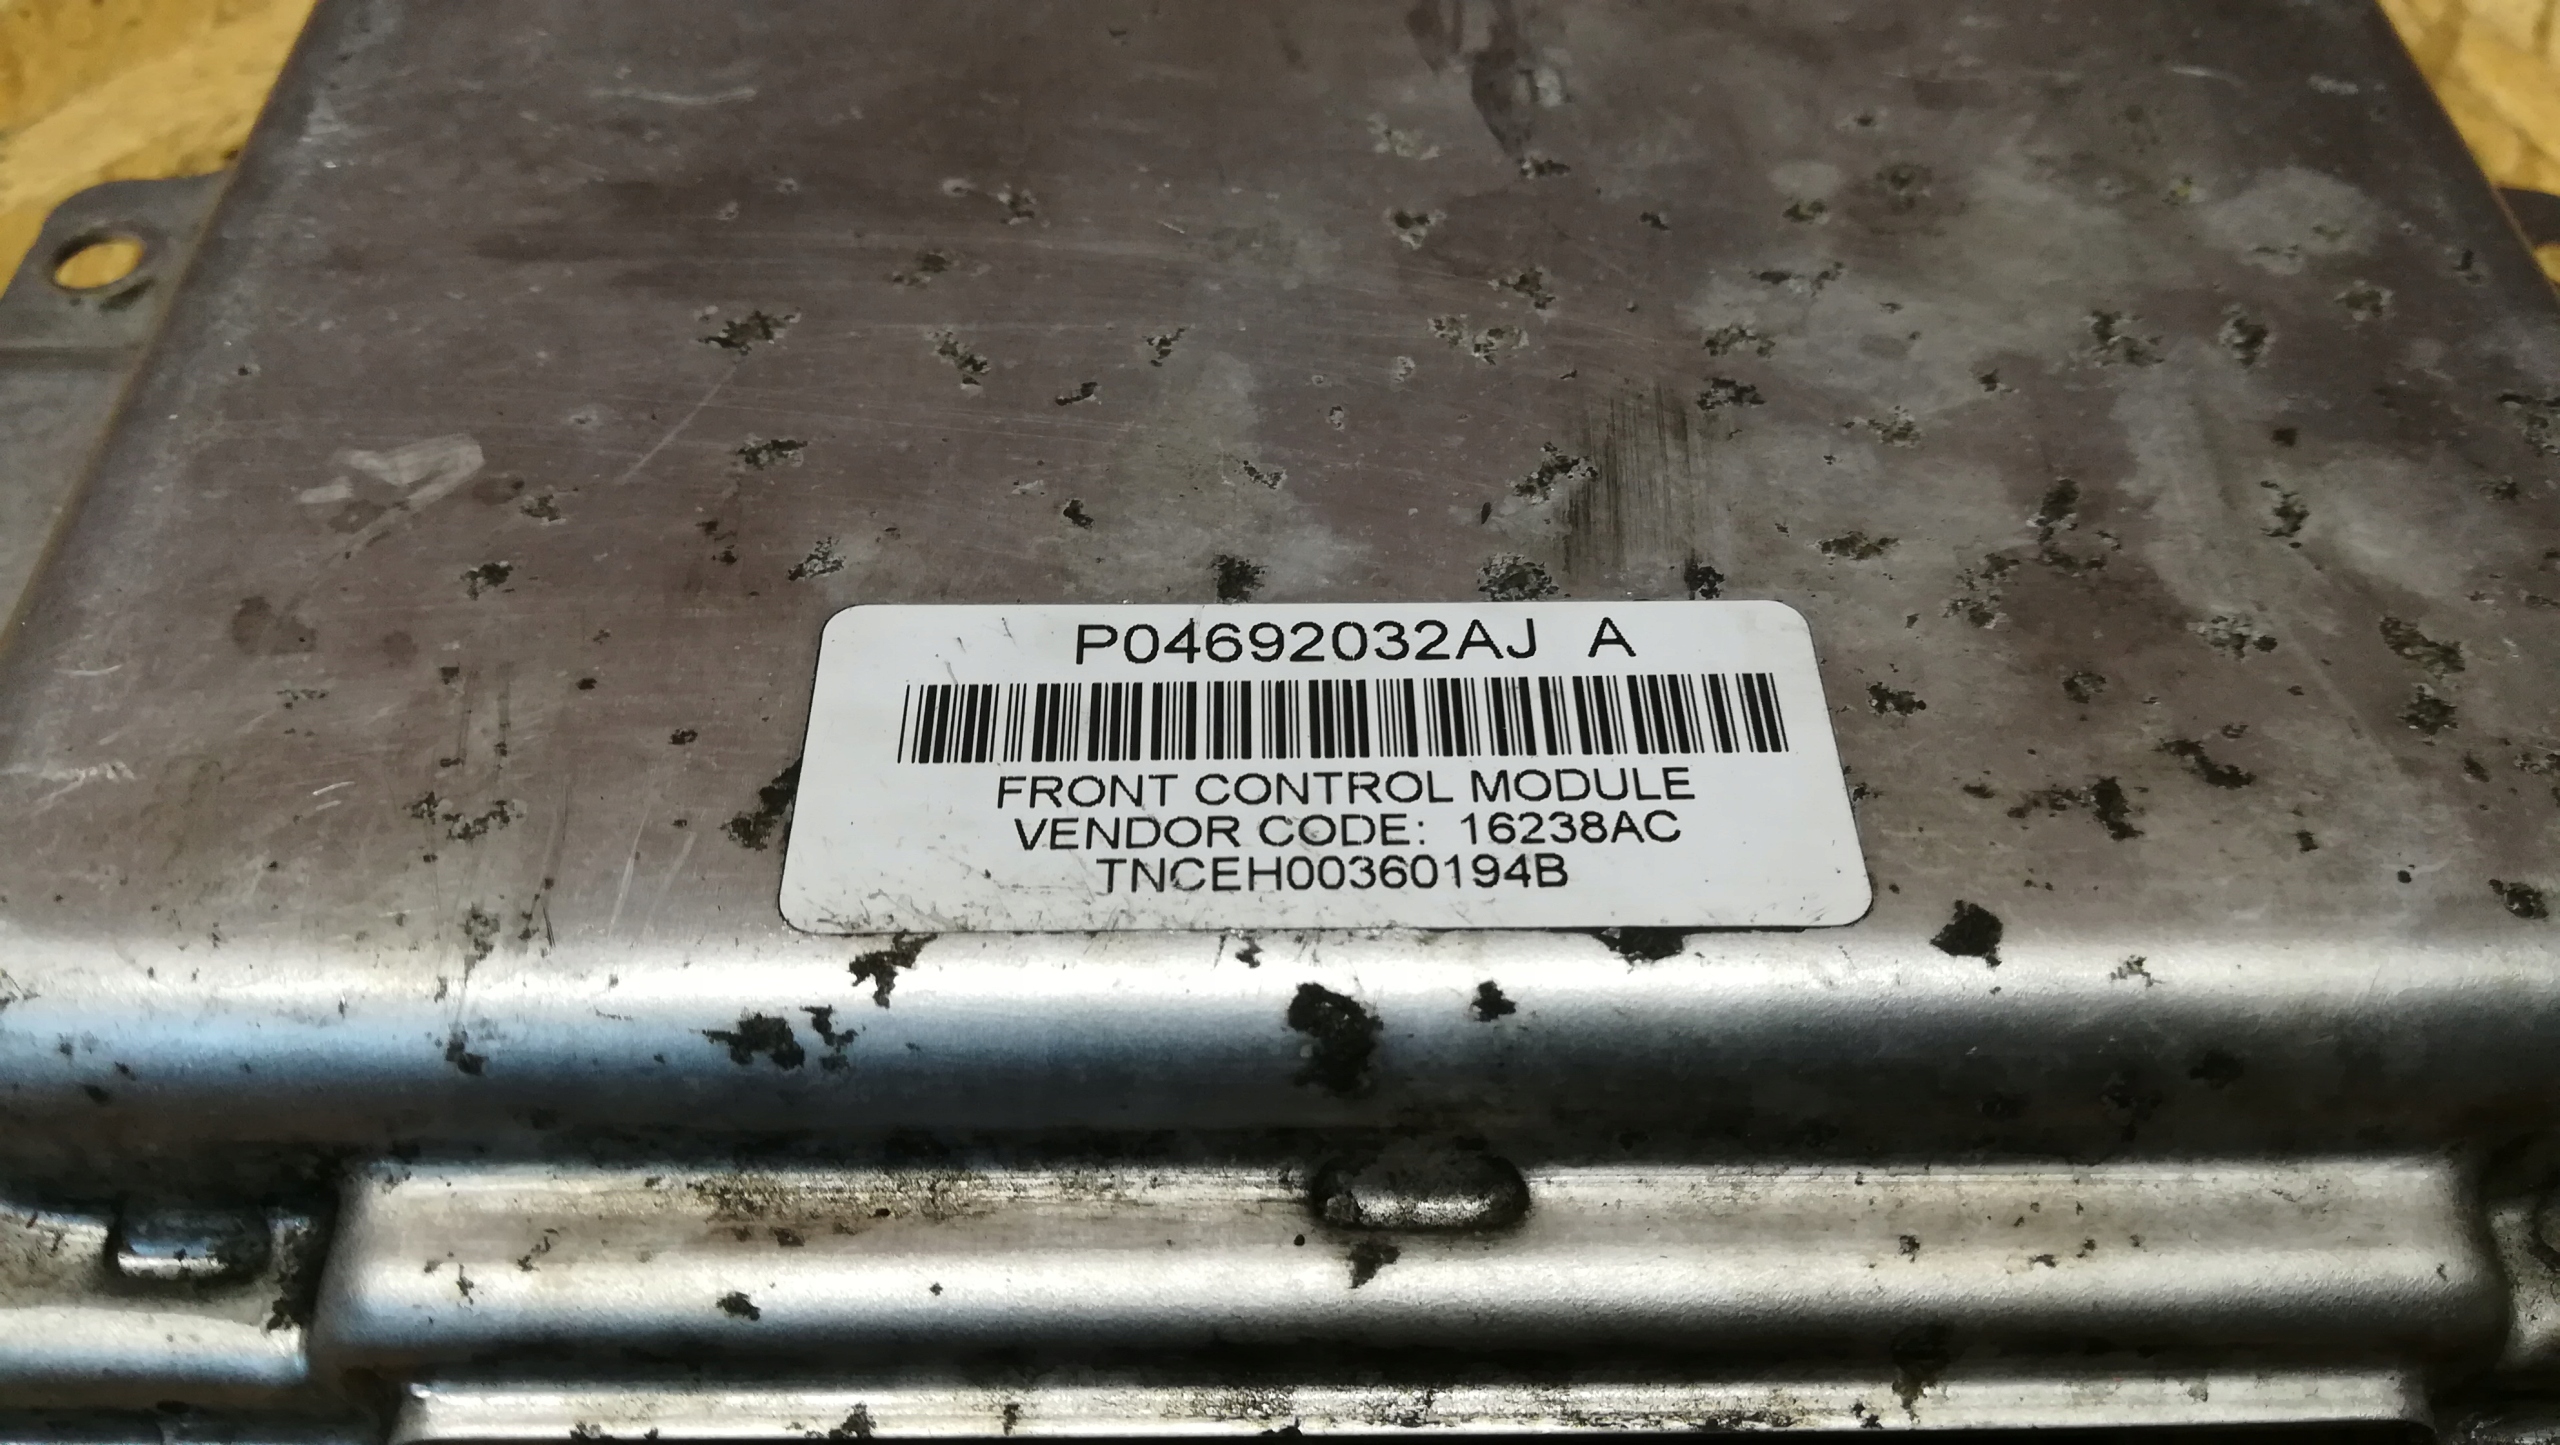 P04692032AJ A
FRONT CONTROL MODULE
VENDOR CODE: 16238AC
TNCEH00360194B